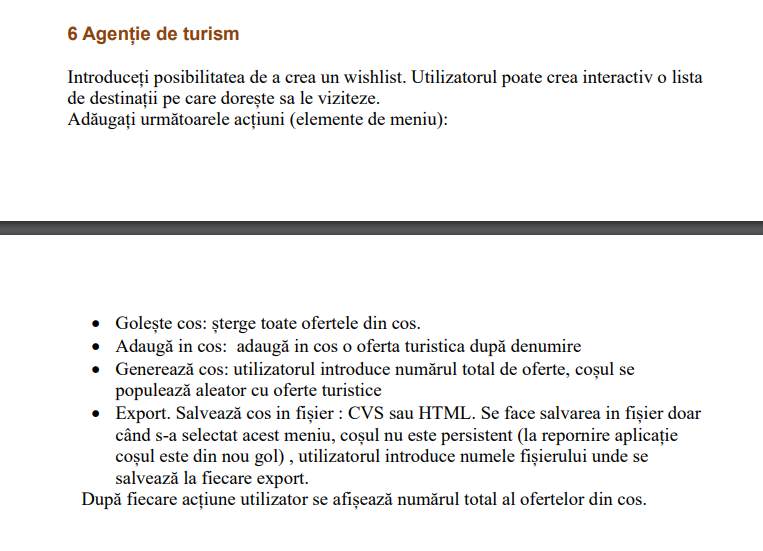 6 Agenție de turism
Introduceți posibilitatea de a crea un wishlist. Utilizatorul poate crea interactiv o lista
de destinații pe care dorește sa le viziteze.
Adăugați următoarele acțiuni (elemente de meniu):
• Golește cos: șterge toate ofertele din cos.
• Adaugă in cos: adaugă in cos o oferta turistica după denumire
• Generează cos: utilizatorul introduce numărul total de oferte, coșul se
populează aleator cu oferte turistice
• Export. Salvează cos in fișier : CVS sau HTML. Se face salvarea in fișier doar
când s-a selectat acest meniu, coșul nu este persistent (la repornire aplicație
coșul este din nou gol) , utilizatorul introduce numele fișierului unde se
salvează la fiecare export.
După fiecare acțiune utilizator se afișează numărul total al ofertelor din cos.